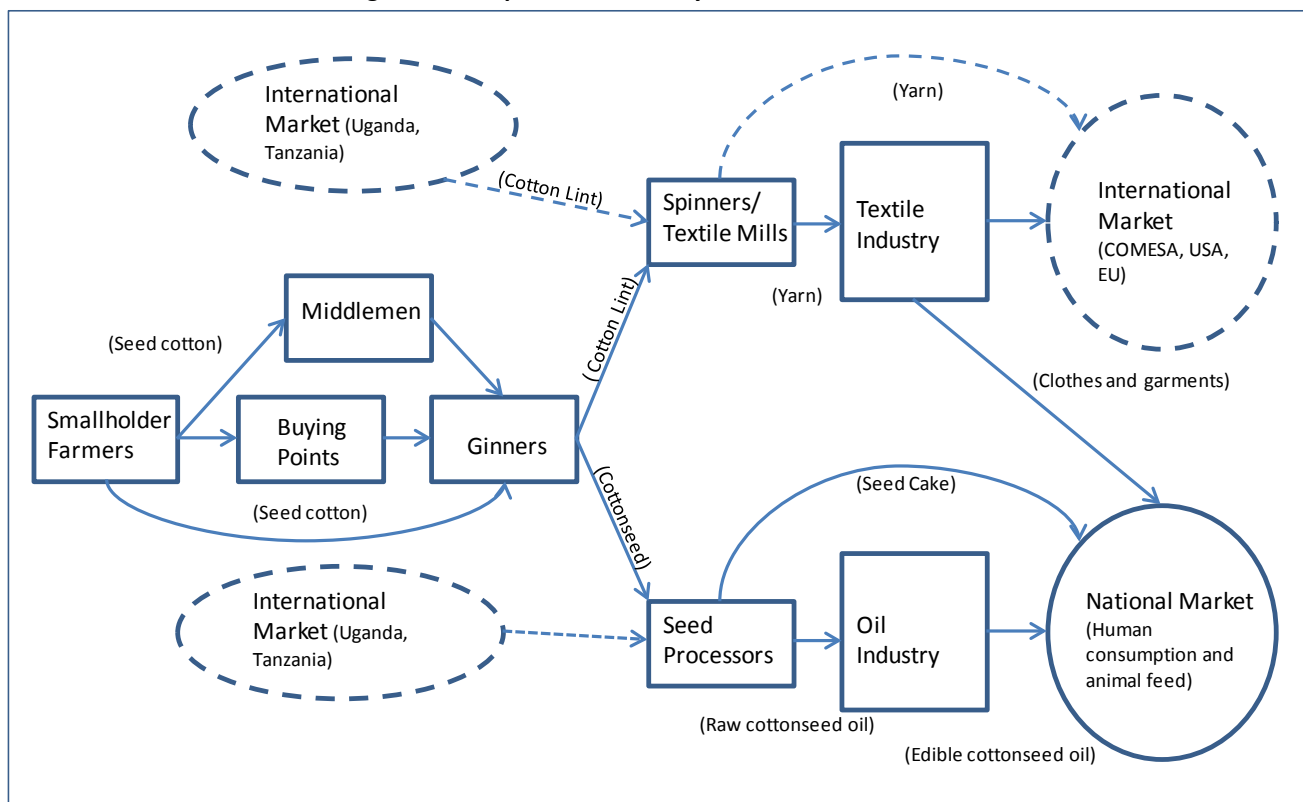 International
Market (Uganda,
Tanzania)
(Cotton Lint)
(Yarn)
Spinners/
Textile Mills
(Yarn)
Textile
Industry
International
Market
(COMESA, USA,
EU)
Middlemen
(Seed cotton)
Smallholder
Farmers
Buying
Points
Ginners
(Seed cotton)
(Cotton Lint)
(Cottonseed)
(Clothes and garments)
(Seed Cake)
International
Market (Uganda,
Tanzania)
Seed
Processors
(Raw cottonseed oil)
Oil
Industry
(Edible cottonseed oil)
National Market
(Human
consumption and
animal feed)